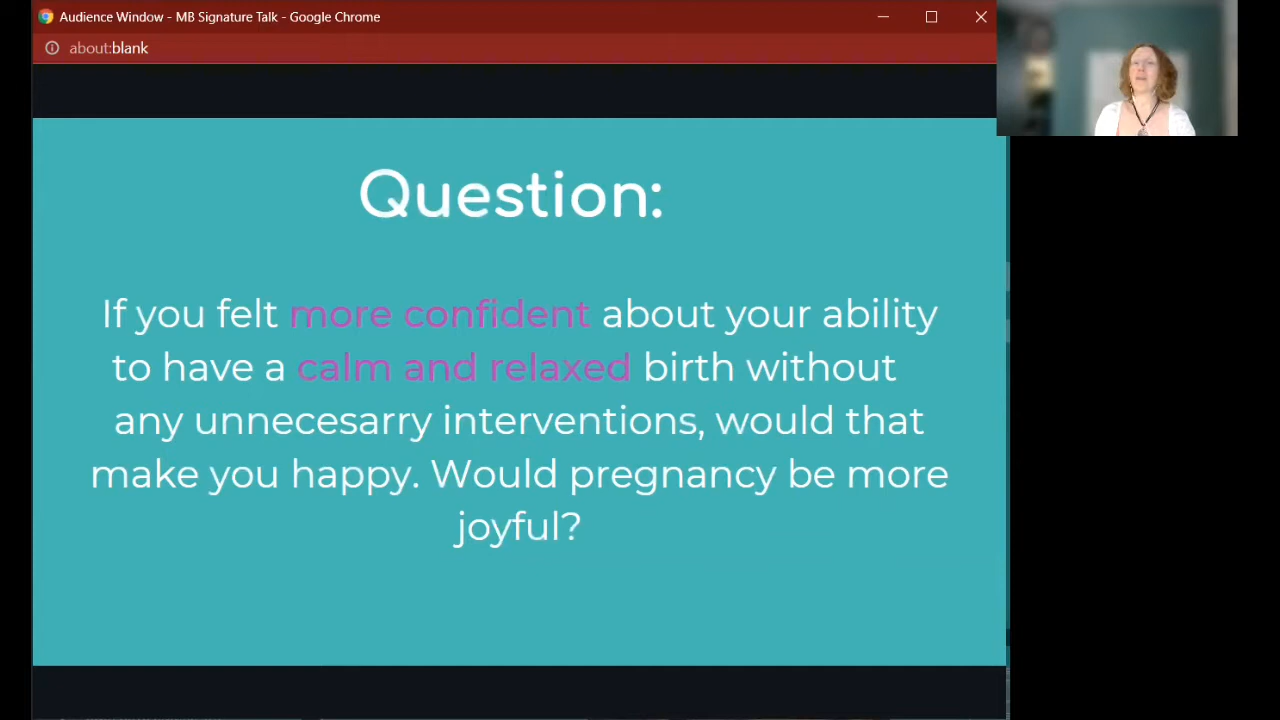 Audience Window - MB Signature Talk - Google Chrome
about:blank
Question:
If you felt more confident about your ability
to have a calm and relaxed birth without
any unnecesarry interventions, would that
make you happy. Would pregnancy be more
joyful?